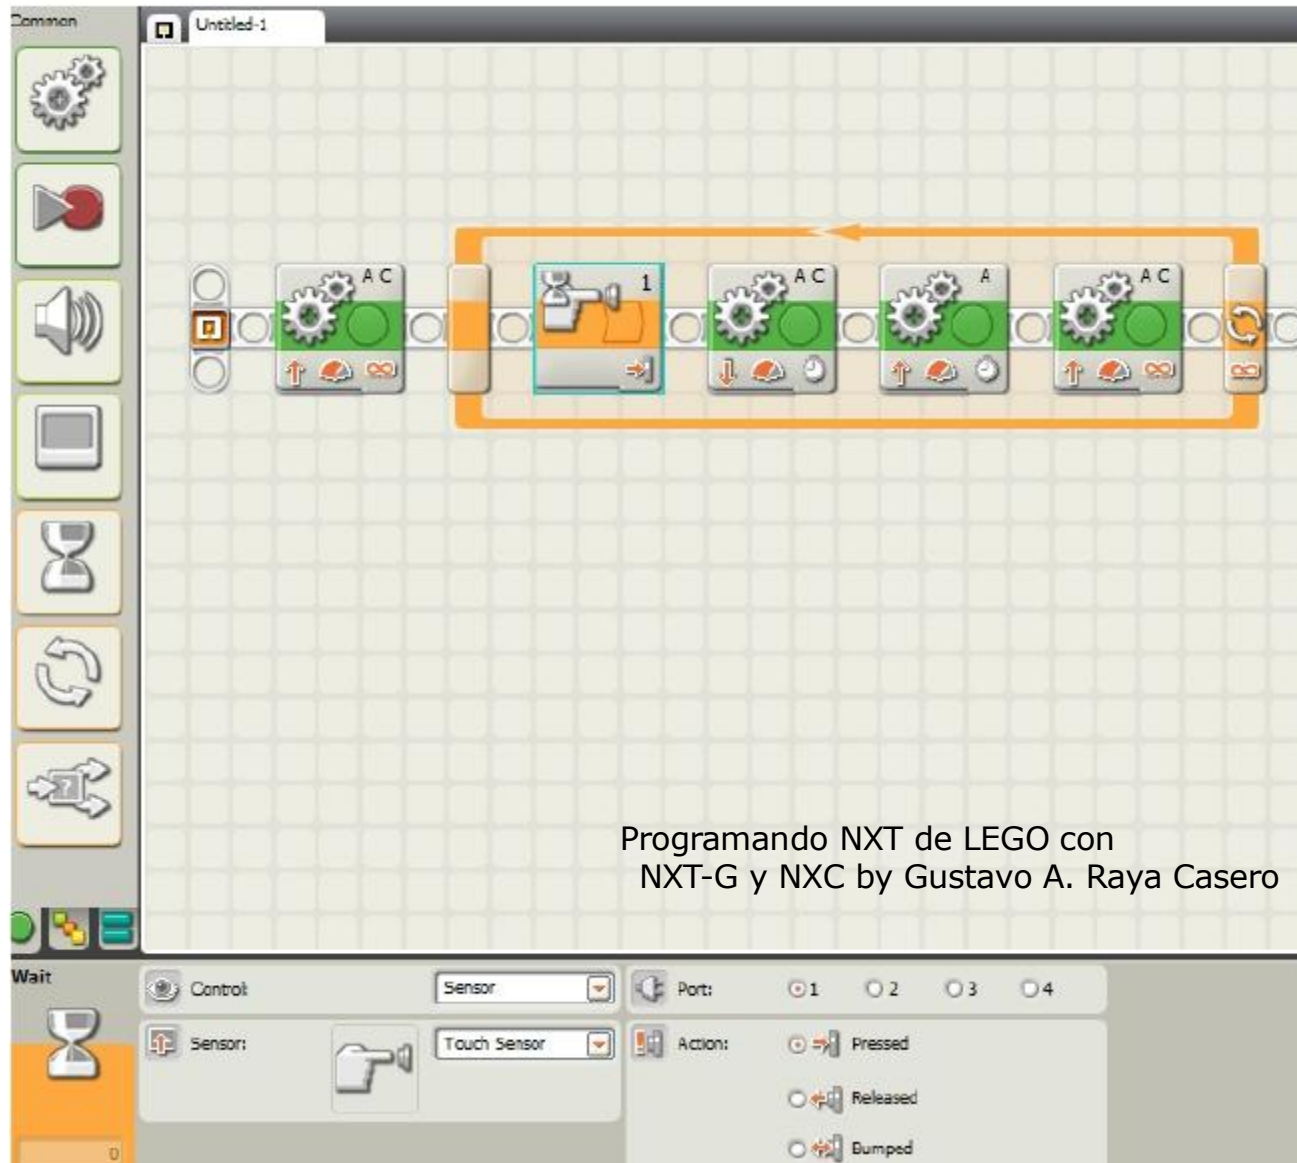 Common
Untitled-1
A C
1
A C
A
A C
Programando NXT de LEGO con
NXT-G y NXC by Gustavo A. Raya Casero
Wait
Control:
Sensor
Port:
1
2
3
4
Sensor:
Touch Sensor
Action:
Pressed
Released
Bumped
0